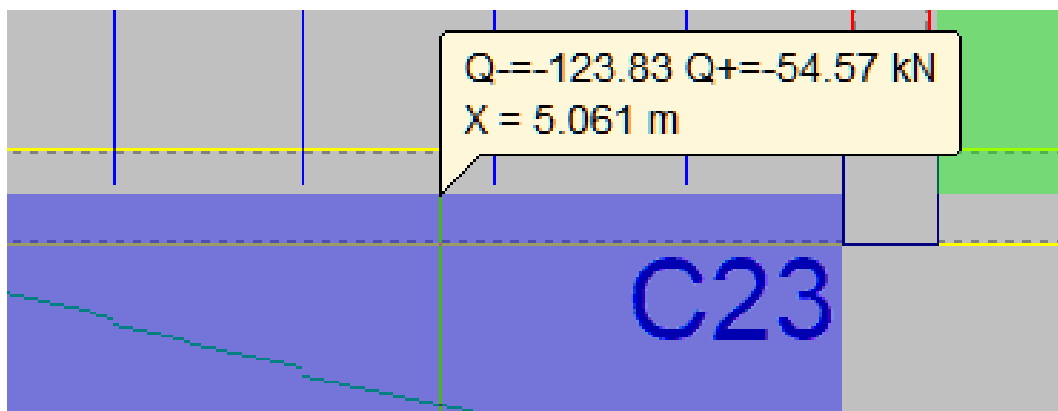 Q-=-123.83 Q+=-54.57 kN
X = 5.061 m
C23